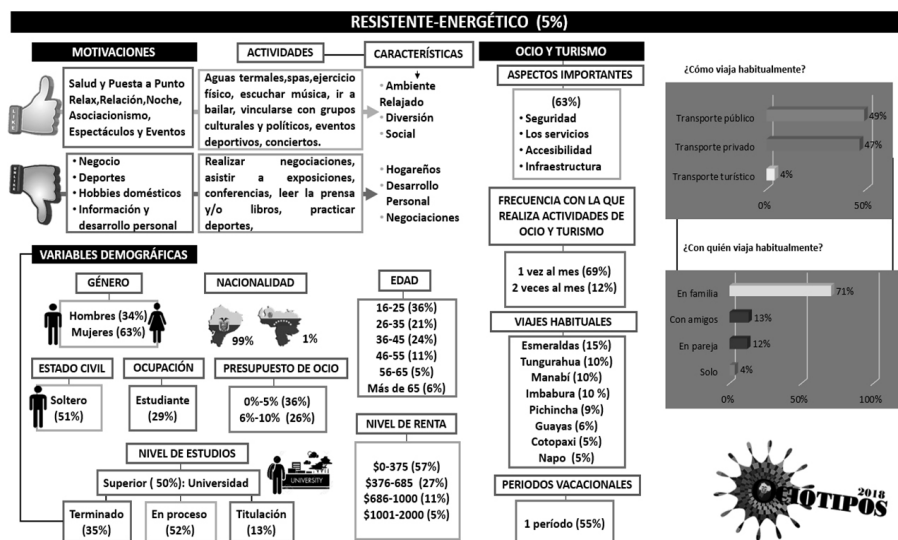 RESISTENTE-ENERGÉTICO (5%)
MOTIVACIONES
Salud y Puesta a Punto
Relax,Relación,Noche,
Asociacionismo,
Espectáculos y Eventos
• Negocio
• Deportes
• Hobbies domésticos
• Información y
desarrollo personal
ACTIVIDADES
Aguas termales,spas,ejercicio
físico, escuchar música, ir a
bailar, vincularse con grupos
culturales y políticos, eventos
deportivos, conciertos.
Realizar negociaciones,
asistir a exposiciones,
conferencias, leer la prensa
y/o libros, practicar
deportes,
CARACTERÍSTICAS
• Ambiente
Relajado
• Diversión
• Social
• Hogareños
• Desarrollo
Personal
• Negociaciones
VARIABLES DEMOGRÁFICAS
GÉNERO
Hombres (34%)
Mujeres (63%)
NACIONALIDAD
99%
1%
EDAD
16-25 (36%)
26-35 (21%)
36-45 (24%)
46-55 (11%)
56-65 (5%)
Más de 65 (6%)
ESTADO CIVIL
Soltero
(51%)
OCUPACIÓN
Estudiante
(29%)
PRESUPUESTO DE OCIO
0%-5% (36%)
6%-10% (26%)
NIVEL DE RENTA
$0-375 (57%)
$376-685 (27%)
$686-1000 (11%)
$1001-2000 (5%)
NIVEL DE ESTUDIOS
Superior ( 50%): Universidad
UNIVERSITY
Terminado
(35%)
En proceso
(52%)
Titulación
(13%)
OCIO Y TURISMO
ASPECTOS IMPORTANTES
(63%)
• Seguridad
• Los servicios
• Accesibilidad
• Infraestructura
FRECUENCIA CON LA QUE
REALIZA ACTIVIDADES DE
OCIO Y TURISMO
1 vez al mes (69%)
2 veces al mes (12%)
VIAJES HABITUALES
Esmeraldas (15%)
Tungurahua (10%)
Manabí (10%)
Imbabura (10 %)
Pichincha (9%)
Guayas (6%)
Cotopaxi (5%)
Napo (5%)
PERIODOS VACACIONALES
1 período (55%)
¿Cómo viaja habitualmente?
Transporte público 49%
Transporte privado 47%
Transporte turístico 4%
0% 50%
¿Con quién viaja habitualmente?
En familia 71%
Con amigos 13%
En pareja 12%
Solo 4%
0% 50% 100%
2018
OCIOTIPOS